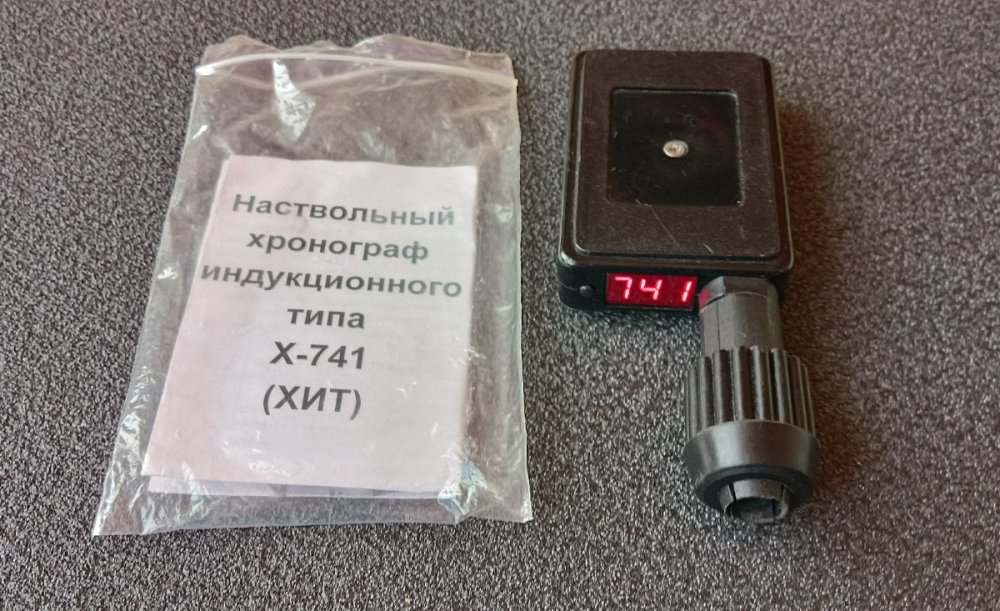 Наствольный
хронограф
индукционного
типа
Х-741
(ХИТ)
741